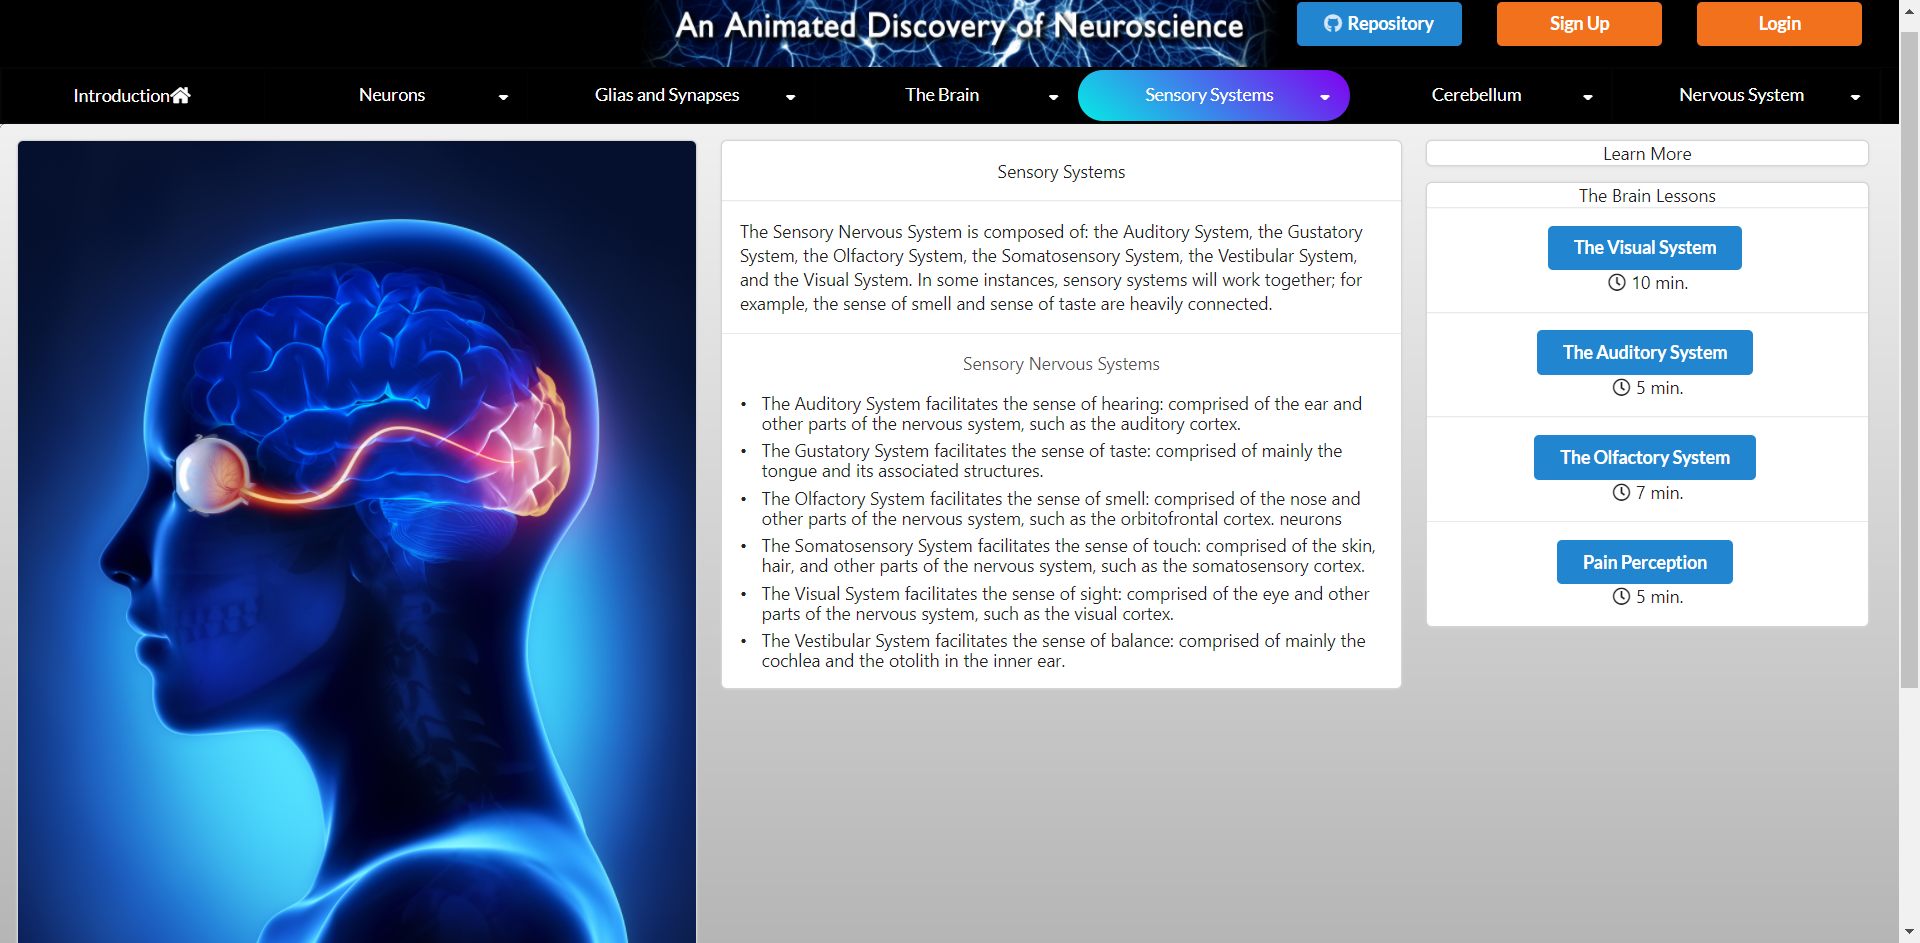 An Animated Discovery of Neuroscience
Repository
Sign Up
Login
Introduction
Neurons
Glias and Synapses
The Brain
Sensory Systems
Cerebellum
Nervous System
Sensory Systems
The Sensory Nervous System is composed of: the Auditory System, the Gustatory
System, the Olfactory System, the Somatosensory System, the Vestibular System,
and the Visual System. In some instances, sensory systems will work together; for
example, the sense of smell and sense of taste are heavily connected.
Sensory Nervous Systems
• The Auditory System facilitates the sense of hearing: comprised of the ear and
other parts of the nervous system, such as the auditory cortex.
• The Gustatory System facilitates the sense of taste: comprised of mainly the
tongue and its associated structures.
• The Olfactory System facilitates the sense of smell: comprised of the nose and
other parts of the nervous system, such as the orbitofrontal cortex. neurons
• The Somatosensory System facilitates the sense of touch: comprised of the skin,
hair, and other parts of the nervous system, such as the somatosensory cortex.
• The Visual System facilitates the sense of sight: comprised of the eye and other
parts of the nervous system, such as the visual cortex.
• The Vestibular System facilitates the sense of balance: comprised of mainly the
cochlea and the otolith in the inner ear.
Learn More
The Brain Lessons
The Visual System
10 min.
The Auditory System
5 min.
The Olfactory System
7 min.
Pain Perception
5 min.